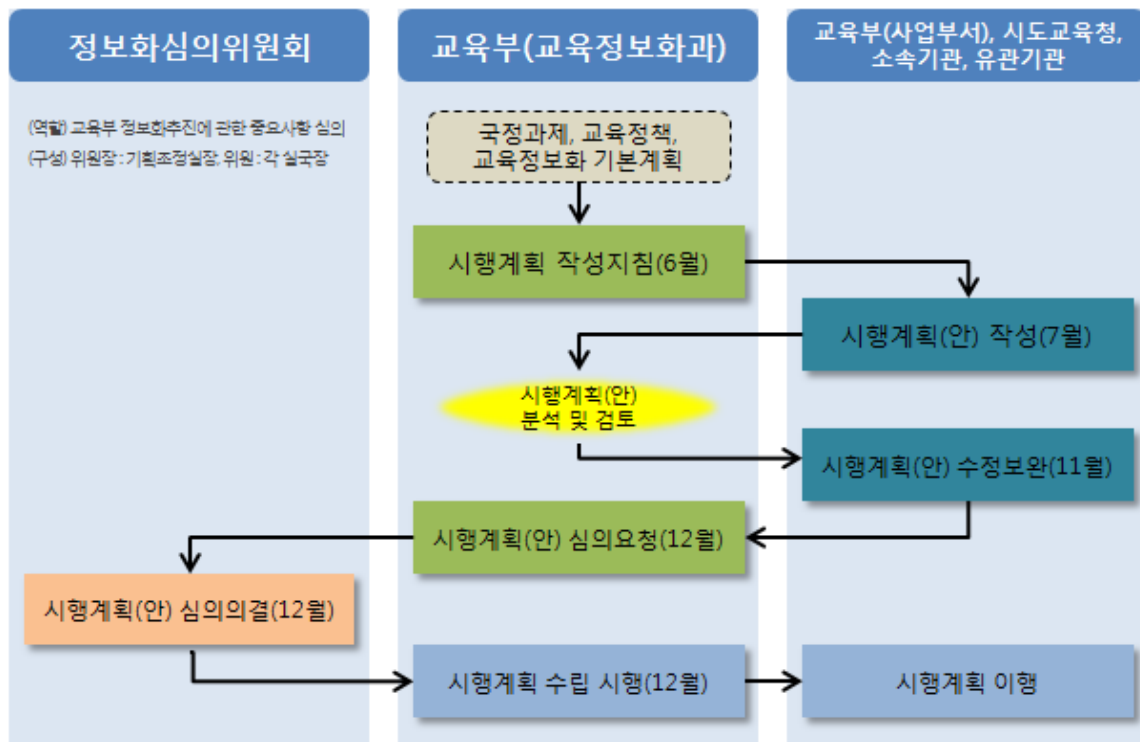 정보화심의위원회
교육부(교육정보화과)
교육부(사업부서), 시도교육청,
소속기관, 유관기관
(역할) 교육부 정보화추진에 관한 중요사항 심의
(구성) 위원장 : 기획조정실장, 위원 : 각 실국장
국정과제, 교육정책,
교육정보화 기본계획
시행계획 작성지침(6월)
시행계획(안) 작성(7월)
시행계획(안)
분석 및 검토
시행계획(안) 수정보완(11월)
시행계획(안) 심의요청(12월)
시행계획(안) 심의의결(12월)
시행계획 수립 시행(12월)
시행계획 이행